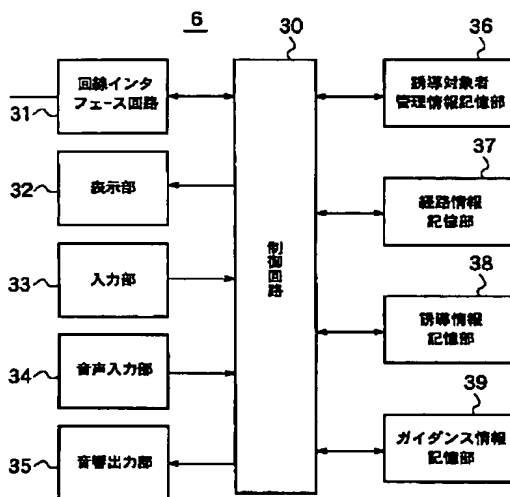 6
30
36
回線インタ
フェース回路
31
誘導対象者
管理情報記憶部
37
表示部
32
経路情報
記憶部
制御回路
入力部
33
38
誘導情報
記憶部
音声入力部
34
39
音響出力部
35
ガイダンス情報
記憶部